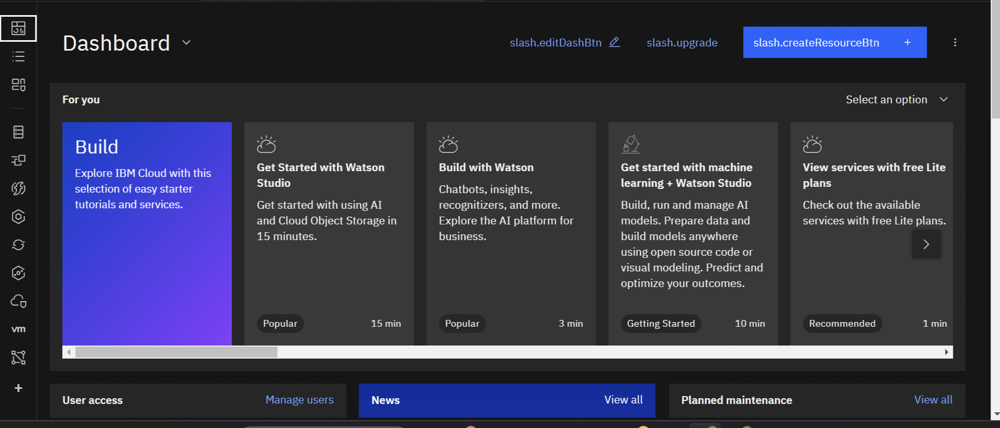 Dashboard
slash.editDashBtn
slash.upgrade
slash.createResourceBtn +
For you
Select an option
Build
Explore IBM Cloud with this
selection of easy starter
tutorials and services.
Get Started with Watson
Studio
Get started with using AI
and Cloud Object Storage in
15 minutes.
Popular
15 min
Build with Watson
Chatbots, insights,
recognitizers, and more.
Explore the AI platform for
business.
Popular
3 min
Get started with machine
learning + Watson Studio
Build, run and manage AI
models. Prepare data and
build models anywhere
using open source code or
visual modeling. Predict and
optimize your outcomes.
Getting Started
10 min
View services with free Lite
plans
Check out the available
services with free Lite plans.
Recommended
1 min
vm
User access
Manage users
News
View all
Planned maintenance
View all